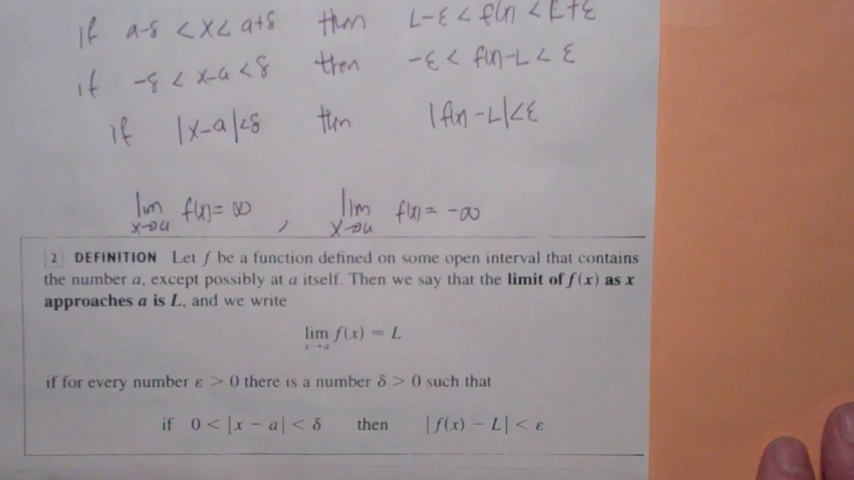 if a-δ < x < a+δ then L-ε < f(x) < L+ε
if -δ < x-a < δ then -ε < f(x)-L < ε
if |x-a|<δ then |f(x)-L|<ε
lim f(x)= ∞ , lim f(x) = -∞
x→a x→a
2 DEFINITION Let f be a function defined on some open interval that contains
the number a, except possibly at a itself. Then we say that the limit of f(x) as x
approaches a is L, and we write
lim f(x) = L
x→a
if for every number ε > 0 there is a number δ > 0 such that
if 0 < |x − a| < δ then |f(x) − L| < ε